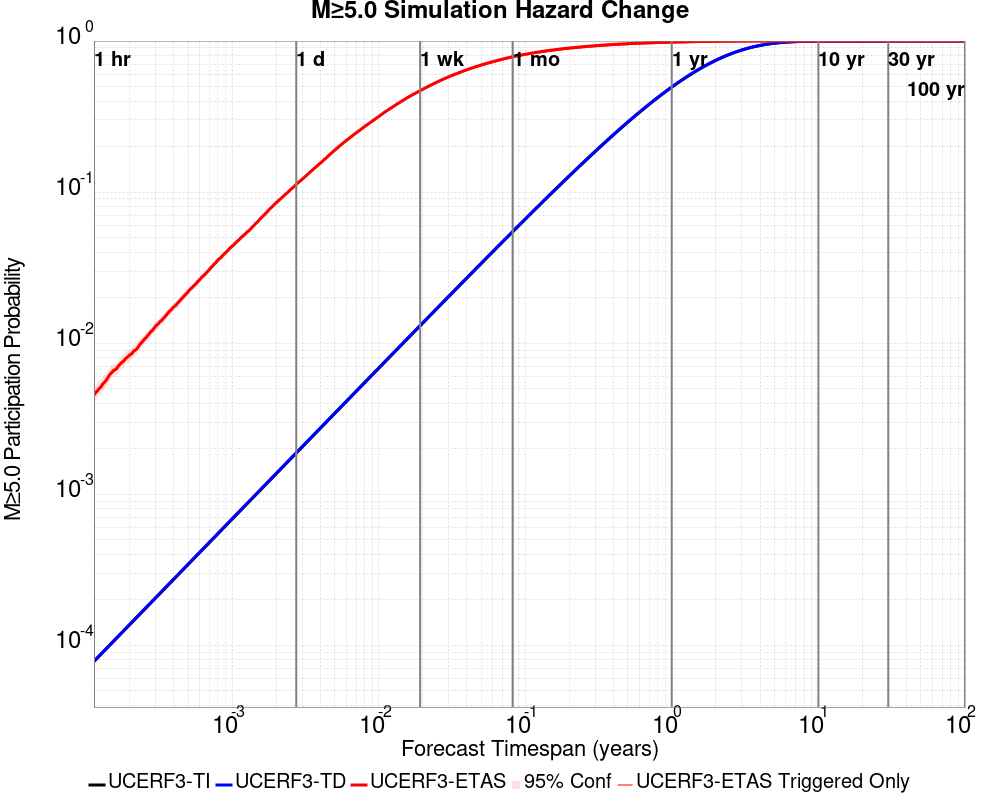 M≥5.0 Simulation Hazard Change
10^0
1 hr 1 d 1 wk 1 mo 1 yr 10 yr 30 yr
100 yr
10^-1
10^-2
10^-3
10^-4
M≥5.0 Participation Probability
10^-3 10^-2 10^-1 10^0 10^1 10^2
Forecast Timespan (years)
UCERF3-TI UCERF3-TD UCERF3-ETAS 95% Conf UCERF3-ETAS Triggered Only